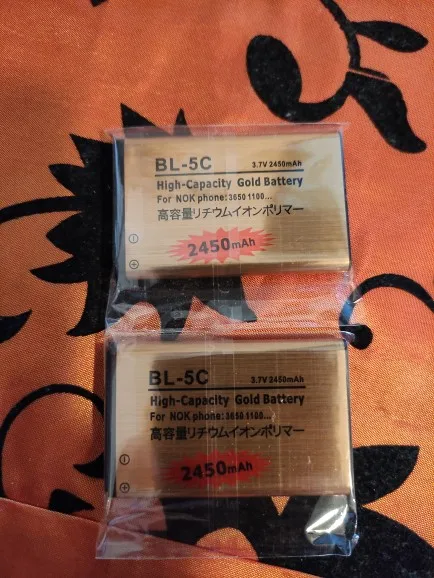 BL-5C
3.7V 2450mAh
High-Capacity Gold Battery
For NOK phone: 3650 1100...
高容量リチウムイオンポリマー
2450mAh
BL-5C
3.7V 2450mAh
High-Capacity Gold Battery
For NOK phone: 3650 1100...
高容量リチウムイオンポリマー
2450mAh